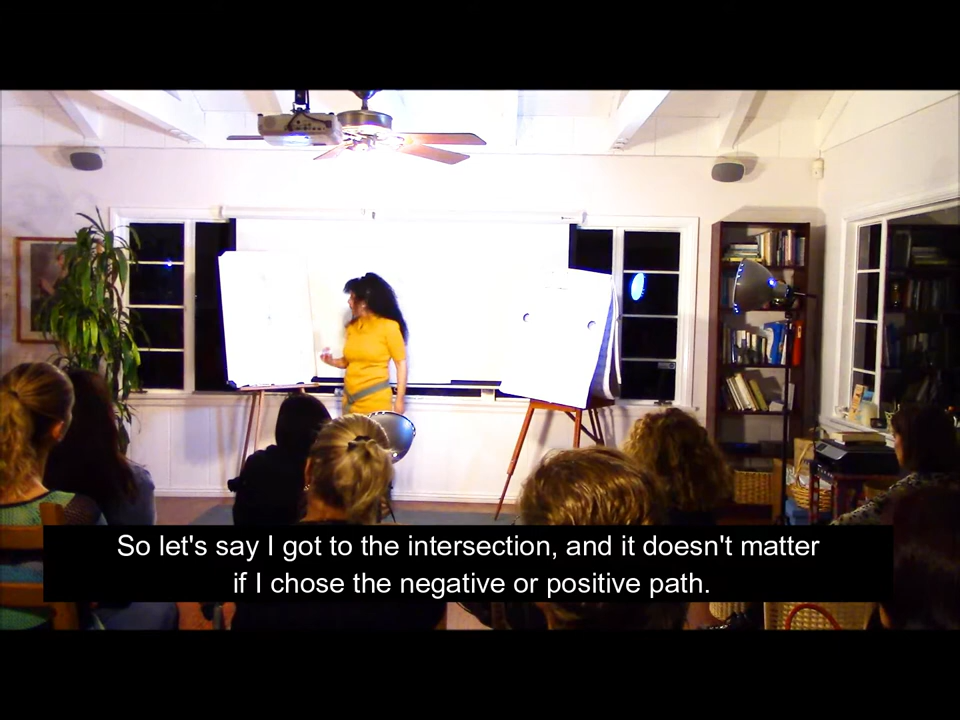 So let's say I got to the intersection, and it doesn't matter
if I chose the negative or positive path.